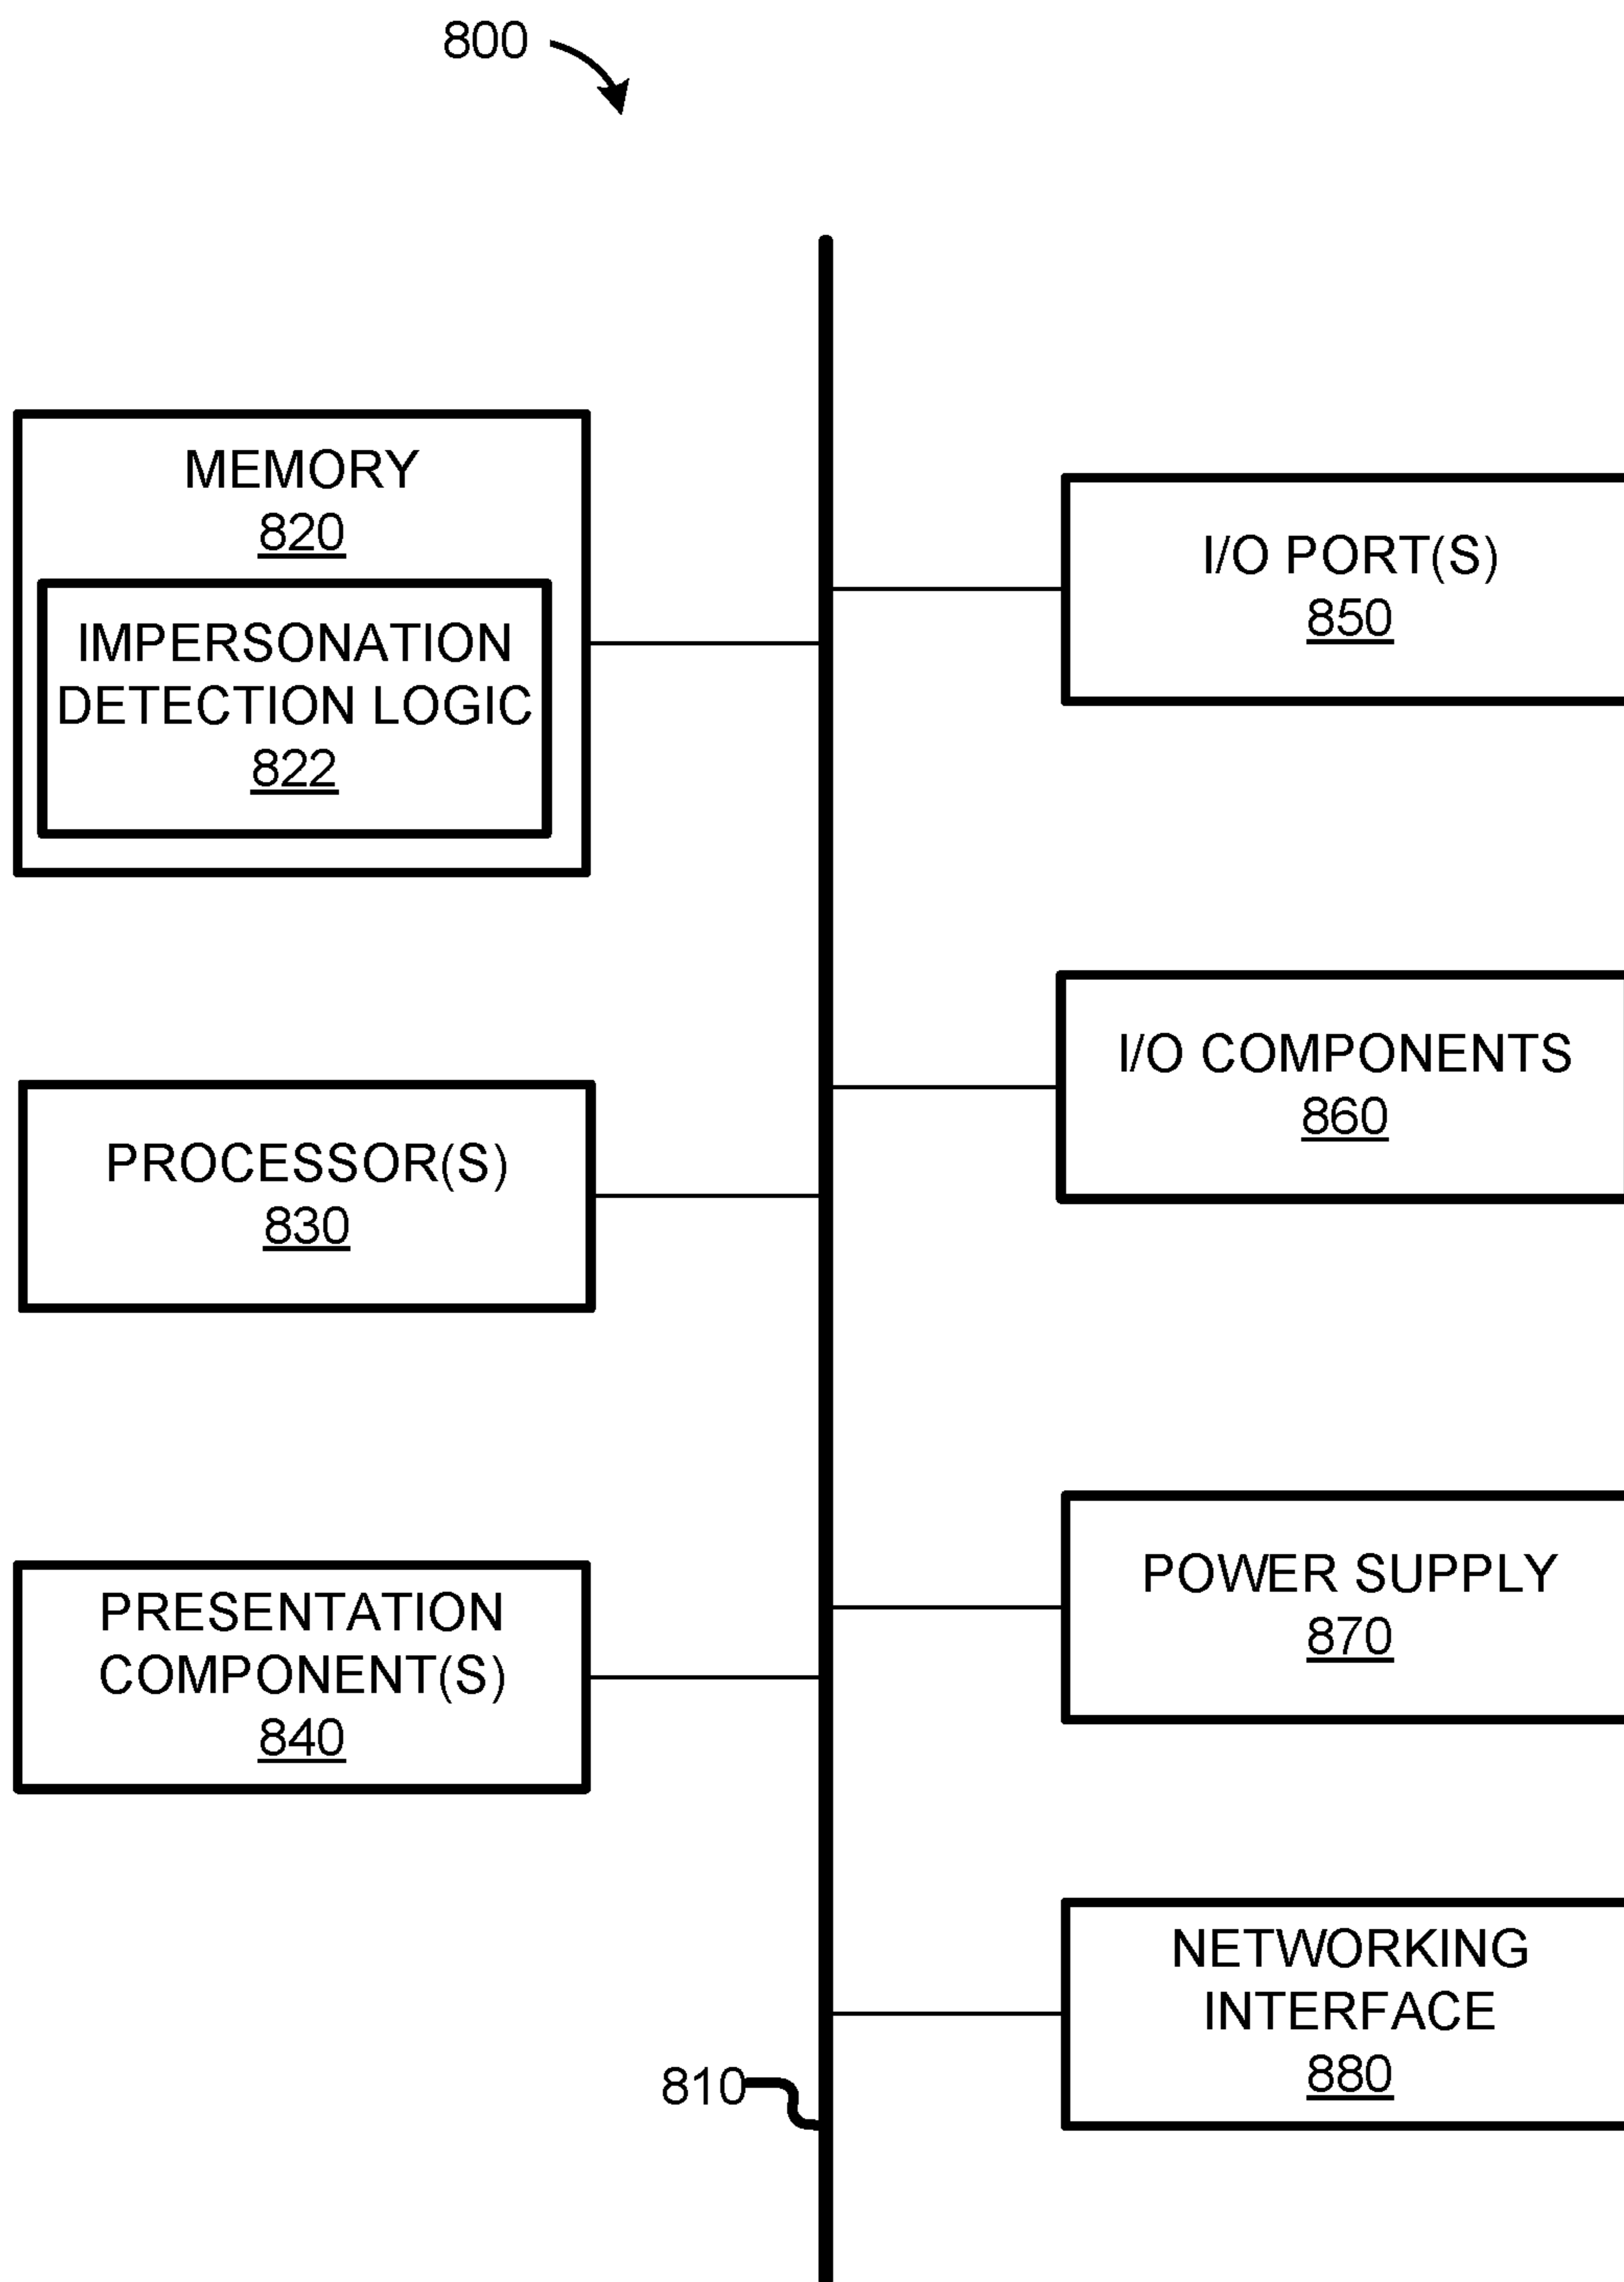 800
MEMORY
820
IMPERSONATION
DETECTION LOGIC
822
PROCESSOR(S)
830
PRESENTATION
COMPONENT(S)
840
I/O PORT(S)
850
I/O COMPONENTS
860
POWER SUPPLY
870
NETWORKING
INTERFACE
880
810